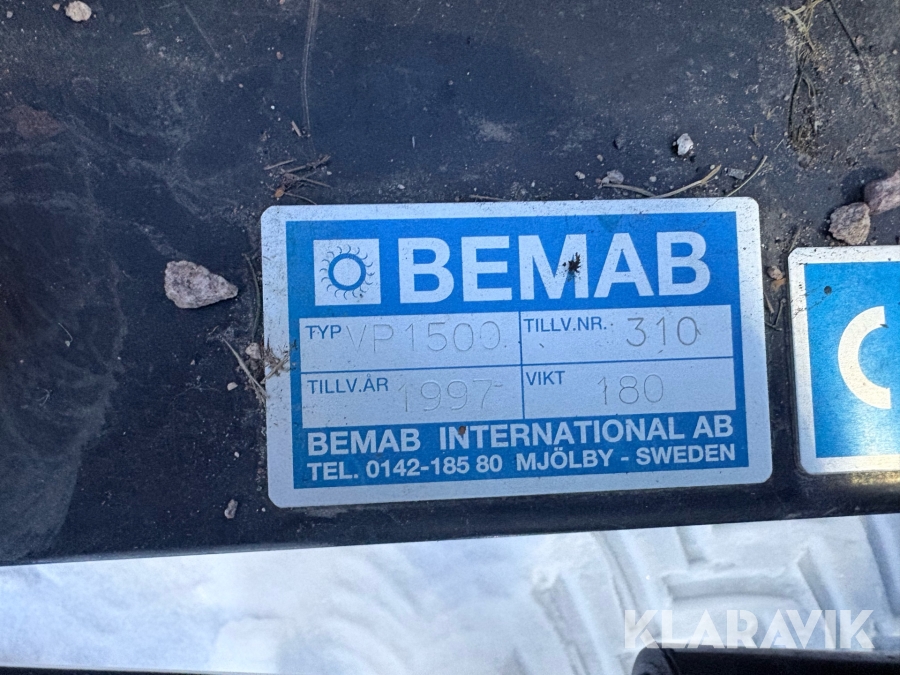 BEMAB
TYP VP1500 TILLV.NR. 310
TILLV.ÅR 1997 VIKT 180
BEMAB INTERNATIONAL AB
TEL. 0142-185 80 MJÖLBY - SWEDEN
C
KLARAVIK